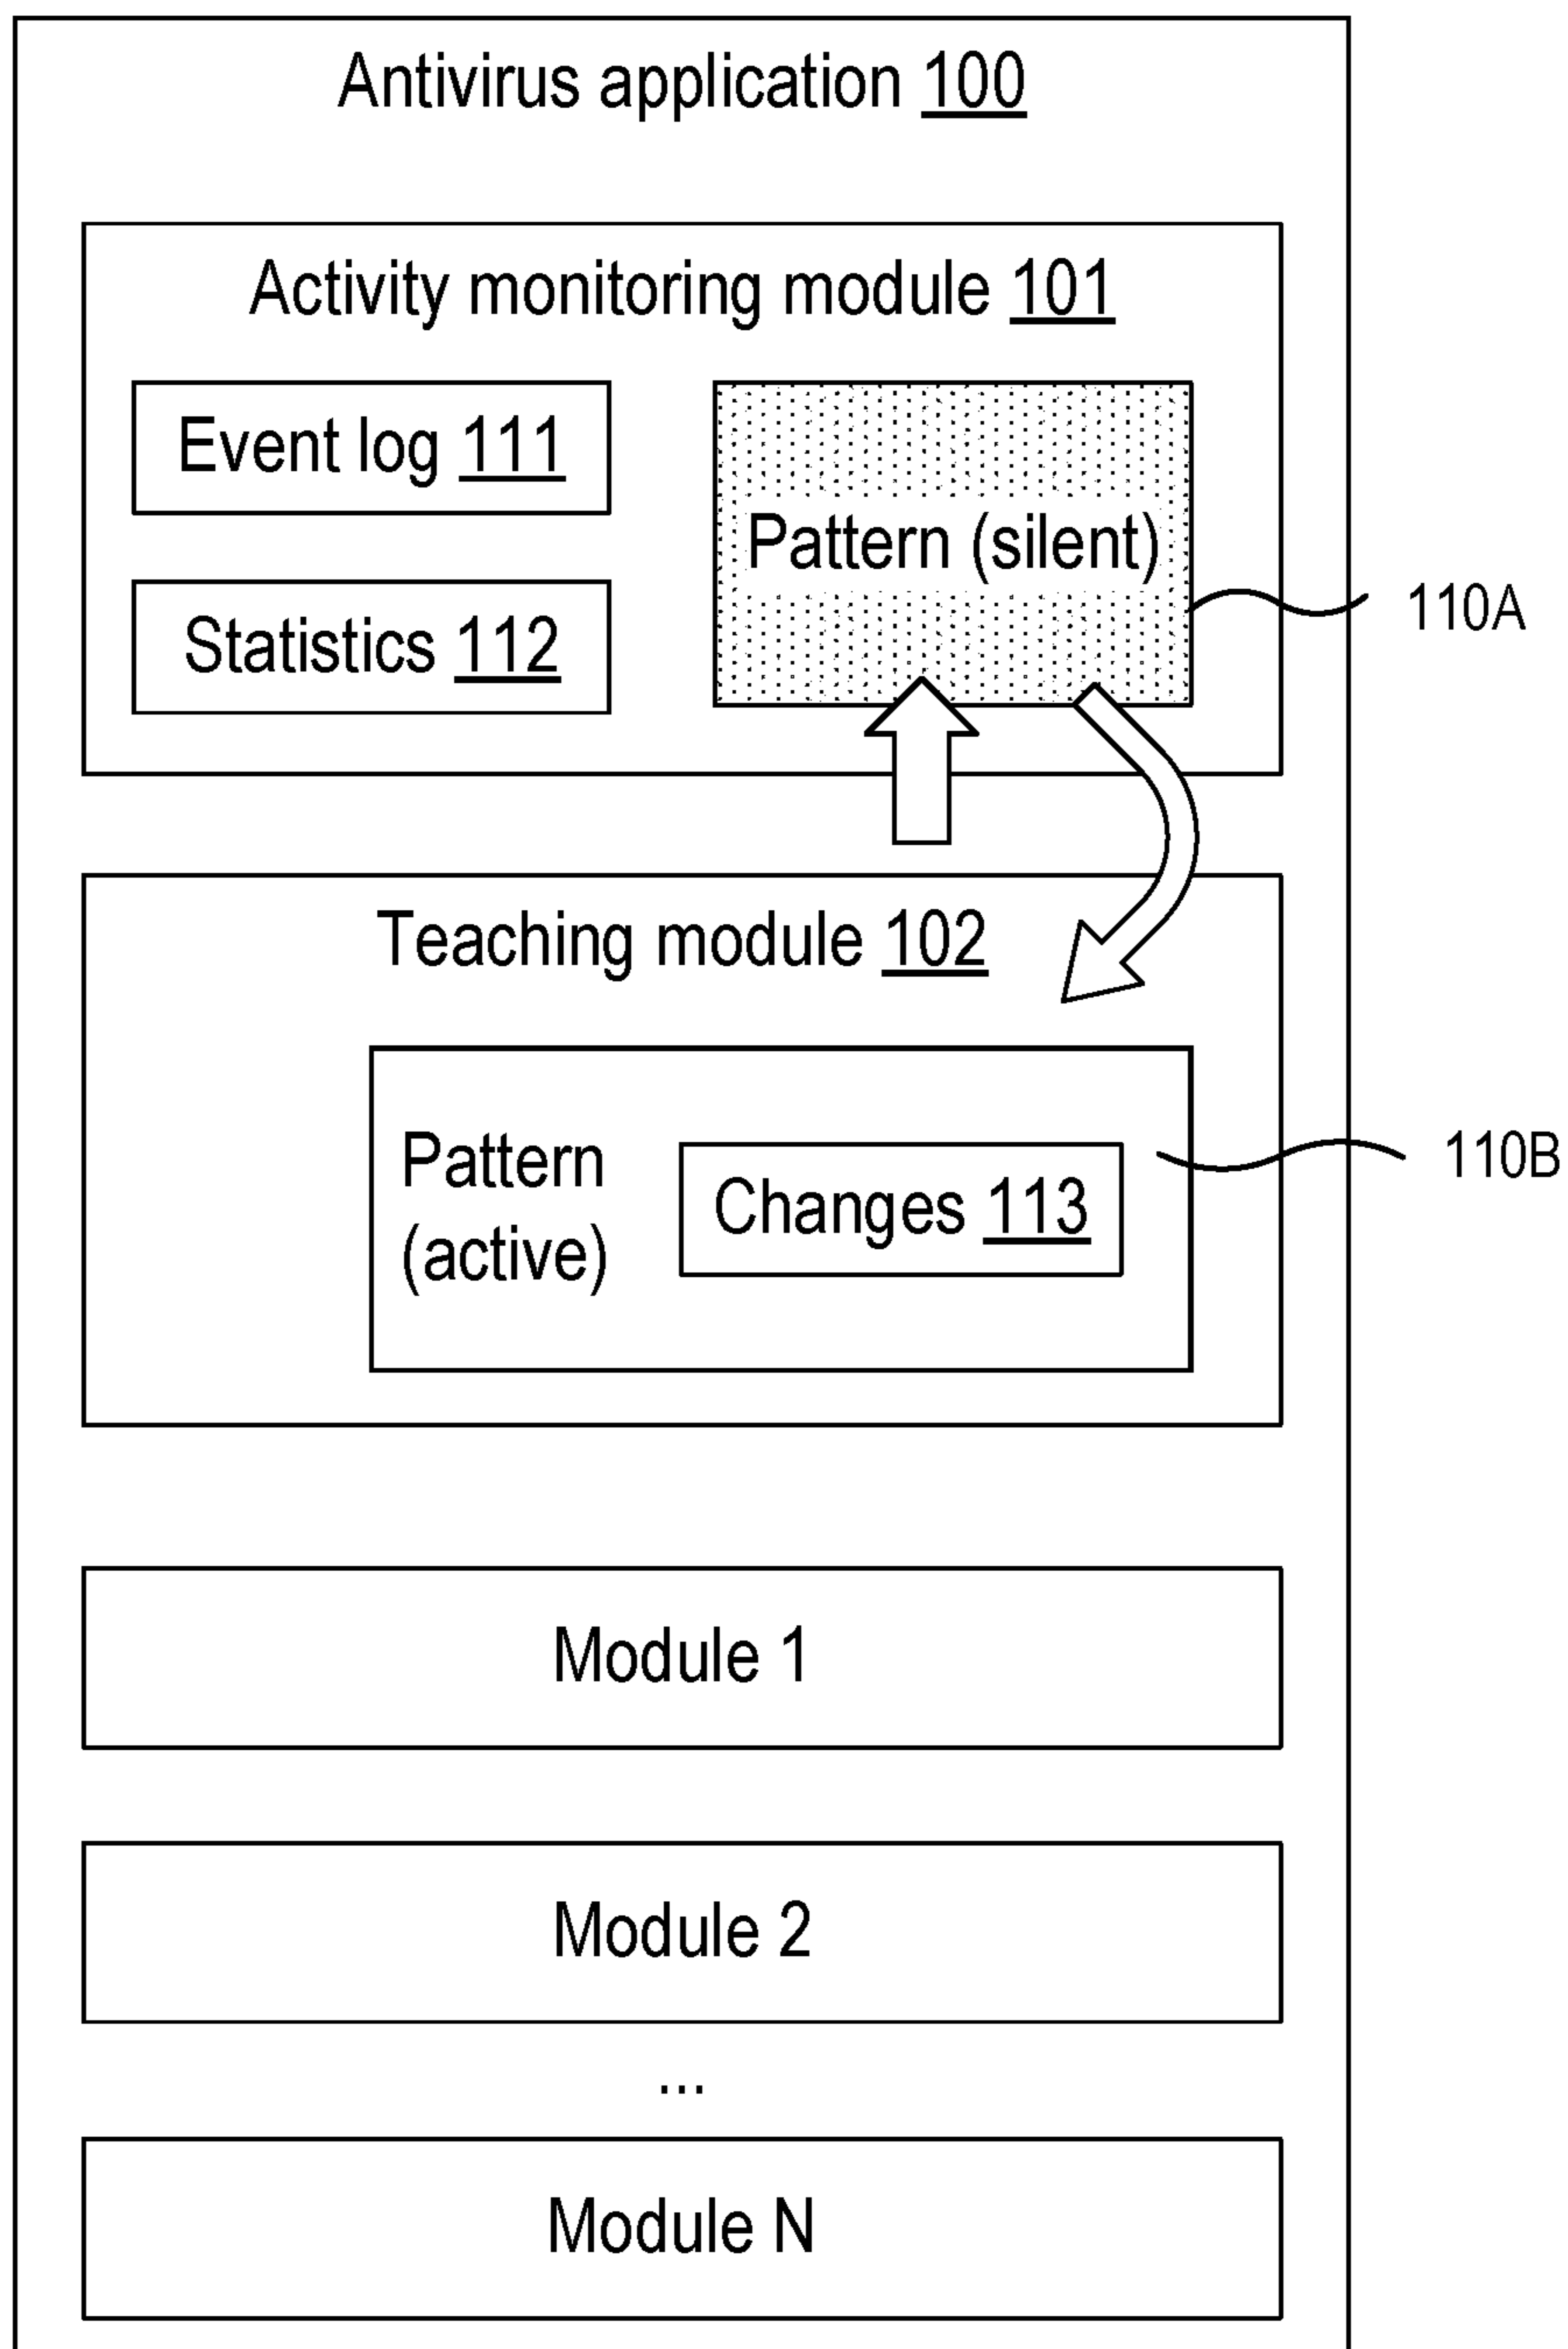 Antivirus application 100
Activity monitoring module 101
Event log 111
Pattern (silent)
110A
Statistics 112
Teaching module 102
Pattern
(active)
Changes 113
110B
Module 1
Module 2
...
Module N